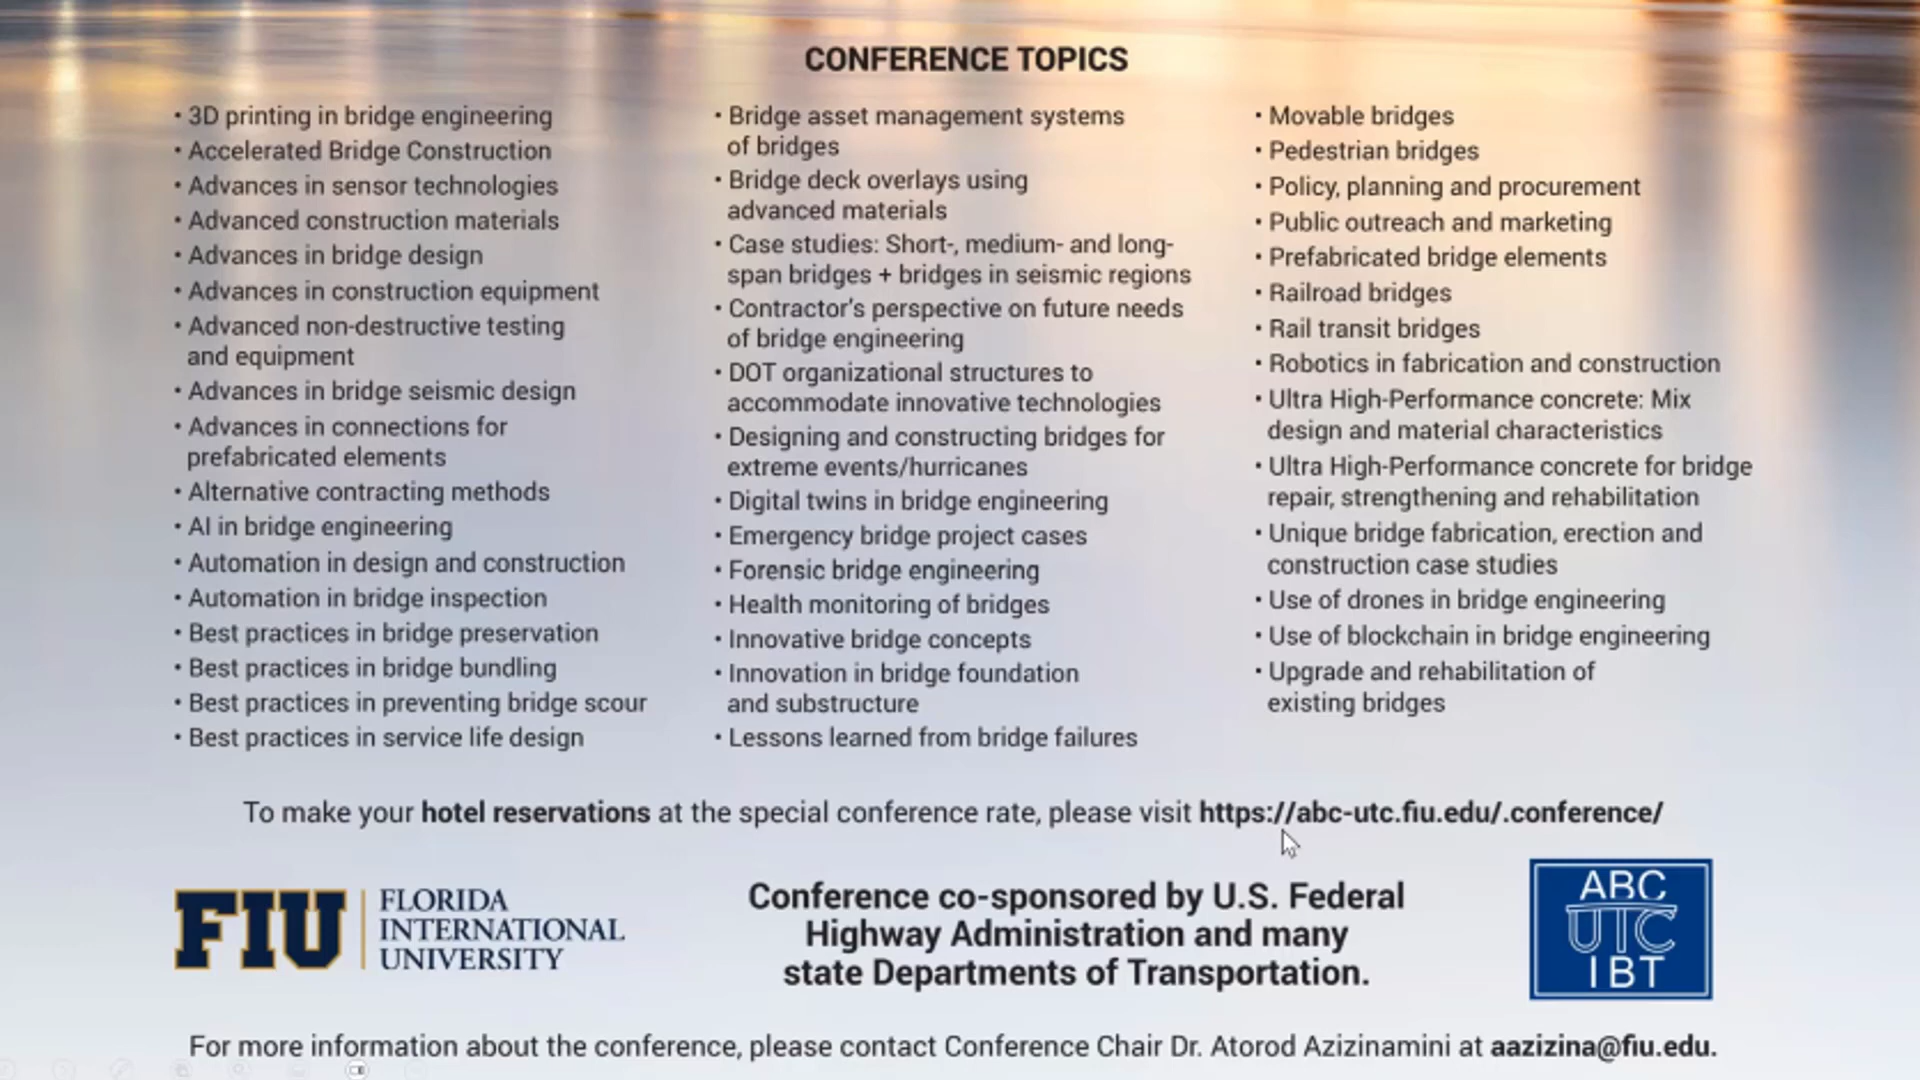 CONFERENCE TOPICS
• 3D printing in bridge engineering
• Accelerated Bridge Construction
• Advances in sensor technologies
• Advanced construction materials
• Advances in bridge design
• Advances in construction equipment
• Advanced non-destructive testing
and equipment
• Advances in bridge seismic design
• Advances in connections for
prefabricated elements
• Alternative contracting methods
• AI in bridge engineering
• Automation in design and construction
• Automation in bridge inspection
• Best practices in bridge preservation
• Best practices in bridge bundling
• Best practices in preventing bridge scour
• Best practices in service life design
• Bridge asset management systems
of bridges
• Bridge deck overlays using
advanced materials
• Case studies: Short-, medium- and long-
span bridges + bridges in seismic regions
• Contractor's perspective on future needs
of bridge engineering
• DOT organizational structures to
accommodate innovative technologies
• Designing and constructing bridges for
extreme events/hurricanes
• Digital twins in bridge engineering
• Emergency bridge project cases
• Forensic bridge engineering
• Health monitoring of bridges
• Innovative bridge concepts
• Innovation in bridge foundation
and substructure
• Lessons learned from bridge failures
• Movable bridges
• Pedestrian bridges
• Policy, planning and procurement
• Public outreach and marketing
• Prefabricated bridge elements
• Railroad bridges
• Rail transit bridges
• Robotics in fabrication and construction
• Ultra High-Performance concrete: Mix
design and material characteristics
• Ultra High-Performance concrete for bridge
repair, strengthening and rehabilitation
• Unique bridge fabrication, erection and
construction case studies
• Use of drones in bridge engineering
• Use of blockchain in bridge engineering
• Upgrade and rehabilitation of
existing bridges
To make your hotel reservations at the special conference rate, please visit https://abc-utc.fiu.edu/.conference/
FIU
FLORIDA
INTERNATIONAL
UNIVERSITY
Conference co-sponsored by U.S. Federal
Highway Administration and many
state Departments of Transportation.
ABC
UTC
IBT
For more information about the conference, please contact Conference Chair Dr. Atorod Azizinamini at aazizina@fiu.edu.